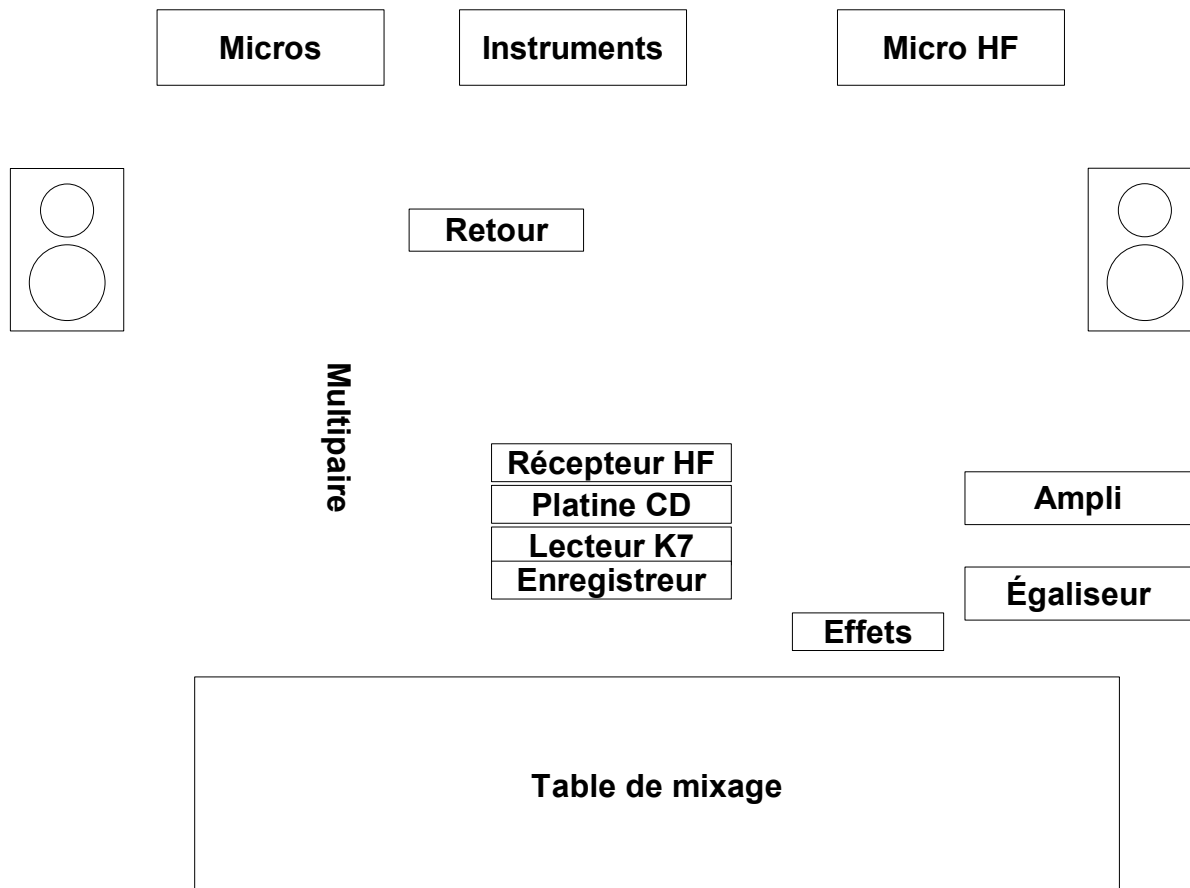 Micros
Instruments
Micro HF
Retour
Multipaire
Récepteur HF
Platine CD
Lecteur K7
Enregistreur
Ampli
Égaliseur
Effets
Table de mixage